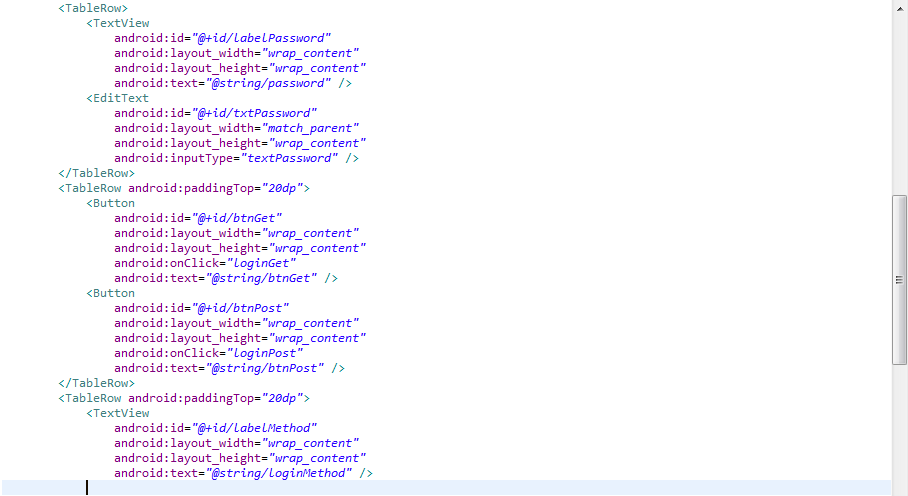 <TableRow>
<TextView
android:id="@+id/labelPassword"
android:layout_width="wrap_content"
android:layout_height="wrap_content"
android:text="@string/password" />
<EditText
android:id="@+id/txtPassword"
android:layout_width="match_parent"
android:layout_height="wrap_content"
android:inputType="textPassword" />
</TableRow>
<TableRow android:paddingTop="20dp">
<Button
android:id="@+id/btnGet"
android:layout_width="wrap_content"
android:layout_height="wrap_content"
android:onClick="loginGet"
android:text="@string/btnGet" />
<Button
android:id="@+id/btnPost"
android:layout_width="wrap_content"
android:layout_height="wrap_content"
android:onClick="loginPost"
android:text="@string/btnPost" />
</TableRow>
<TableRow android:paddingTop="20dp">
<TextView
android:id="@+id/labelMethod"
android:layout_width="wrap_content"
android:layout_height="wrap_content"
android:text="@string/loginMethod" />